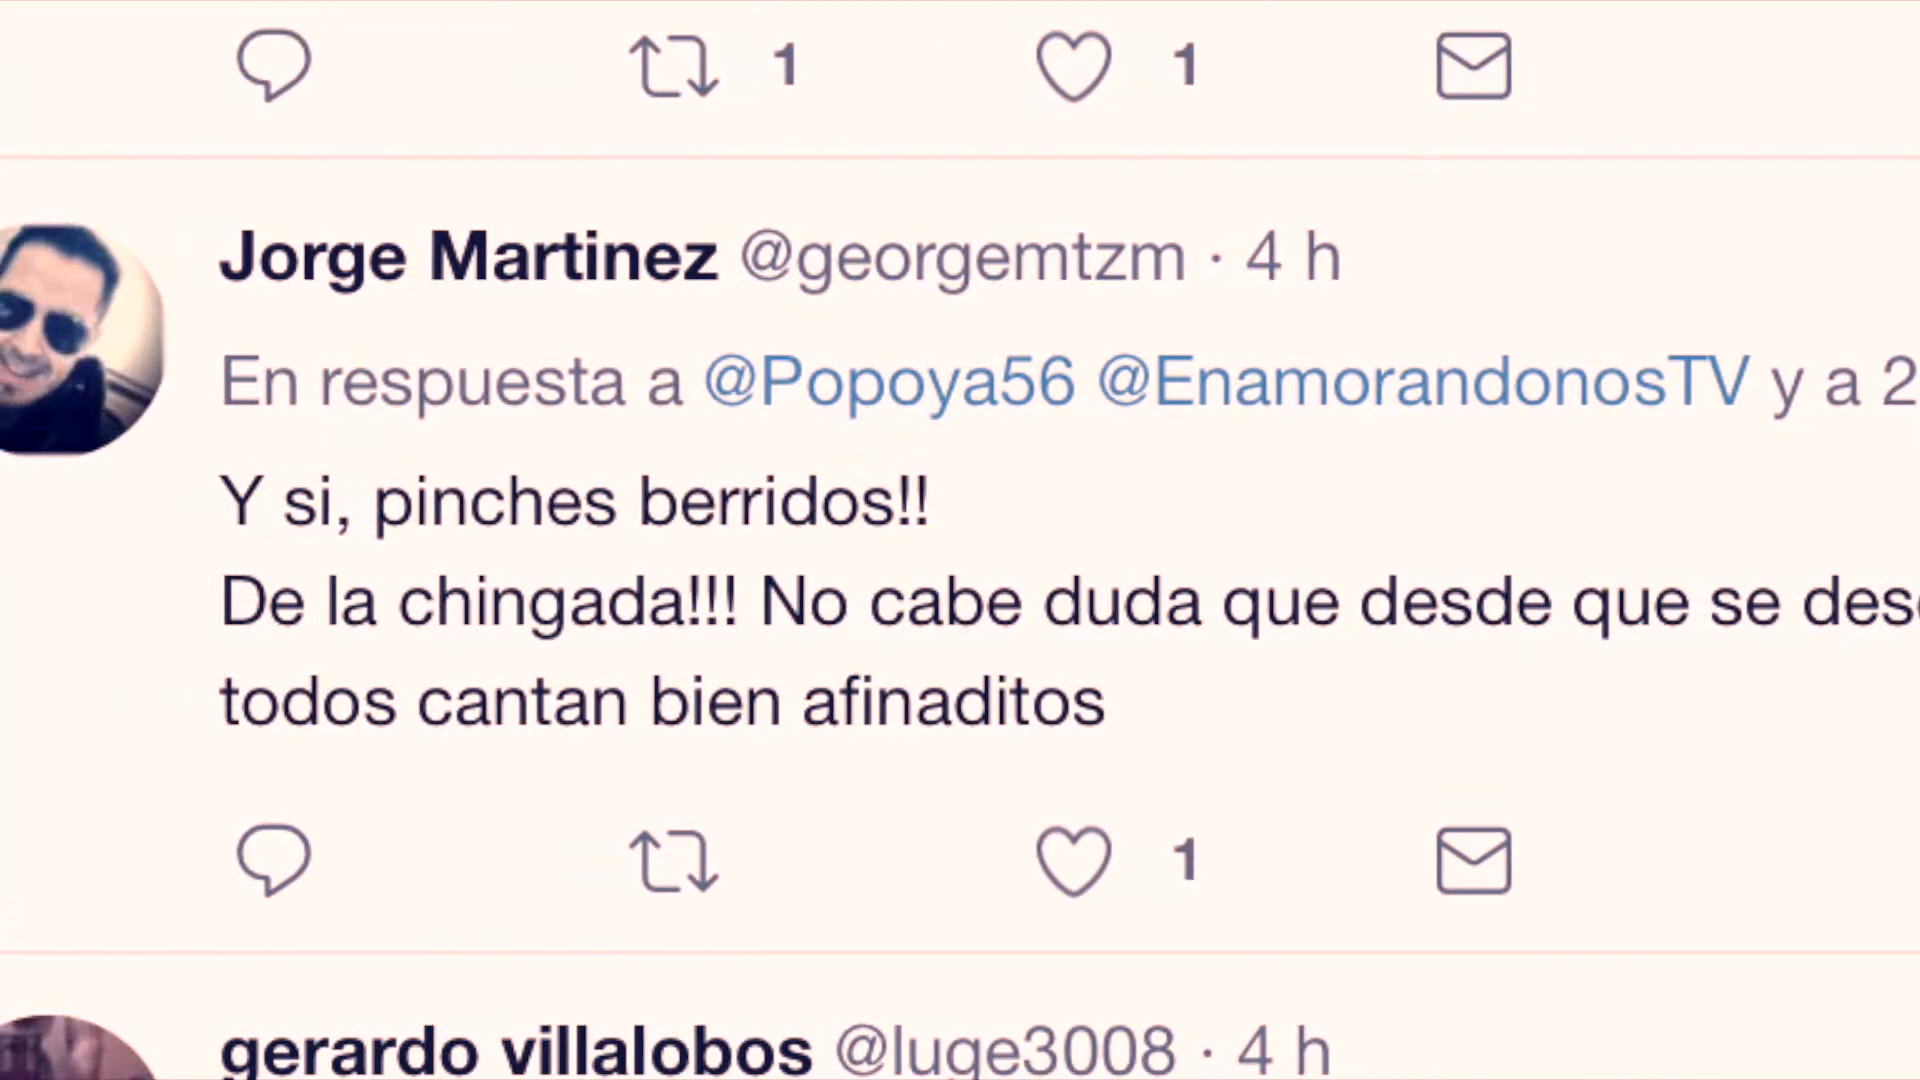 1 1
Jorge Martinez @georgemtzm · 4 h
En respuesta a @Popoya56 @EnamorandonosTV y a 2
Y si, pinches berridos!!
De la chingada!!! No cabe duda que desde que se
todos cantan bien afinaditos
1
gerardo villalobos @luge3008 · 4 h